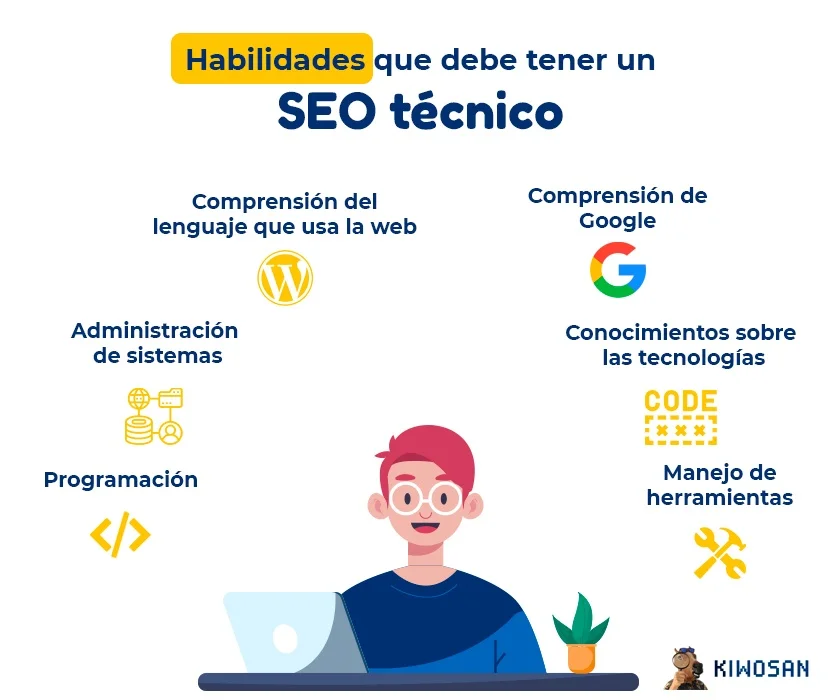 Habilidades que debe tener un
SEO técnico
Comprensión del
lenguaje que usa la web
Comprensión de
Google
Administración
de sistemas
Conocimientos sobre
las tecnologías
CODE
Programación
Manejo de
herramientas
KIWOSAN